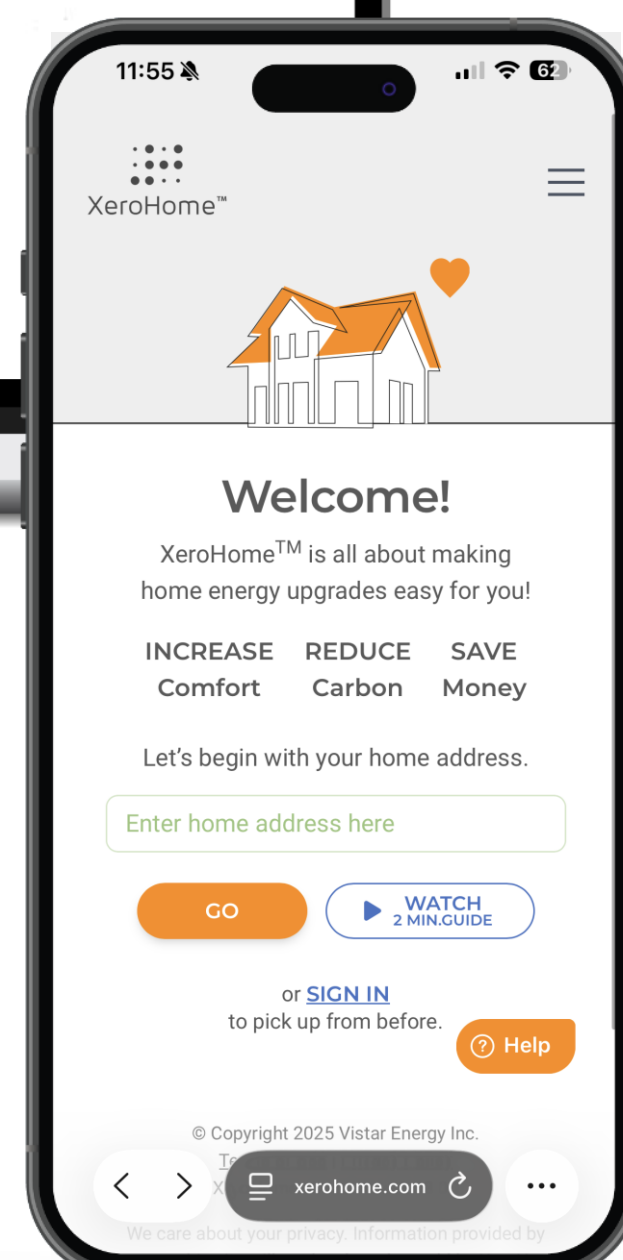 11:55
62
XeroHome™
Welcome!
XeroHome™ is all about making
home energy upgrades easy for you!
INCREASE REDUCE SAVE
Comfort Carbon Money
Let's begin with your home address.
Enter home address here
GO
WATCH
2 MIN.GUIDE
or SIGN IN
to pick up from before.
? Help
© Copyright 2025 Vistar Energy Inc.
xerohome.com
We care about your privacy. Information provided by